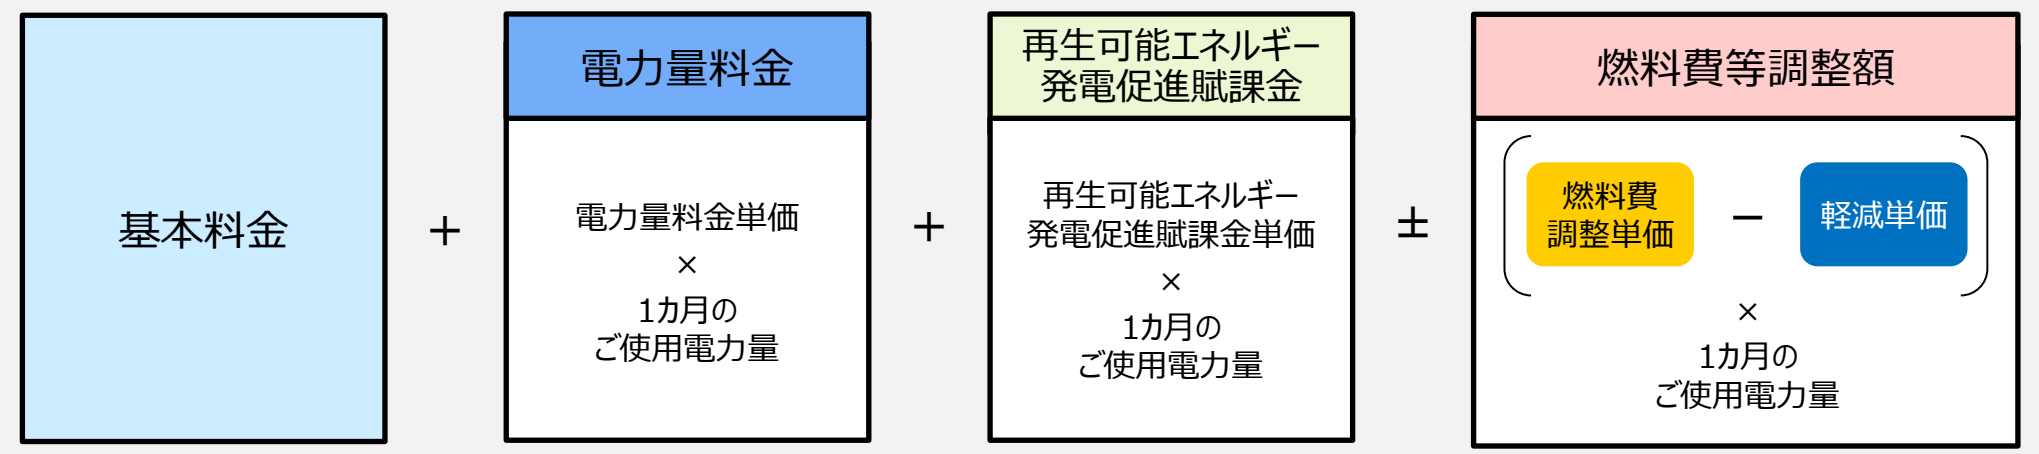 基本料金
+
電力量料金
電力量料金単価
×
1カ月の
ご使用電力量
+
再生可能エネルギー
発電促進賦課金
再生可能エネルギー
発電促進賦課金単価
×
1カ月の
ご使用電力量
±
燃料費等調整額
燃料費
調整単価
－
軽減単価
×
1カ月の
ご使用電力量